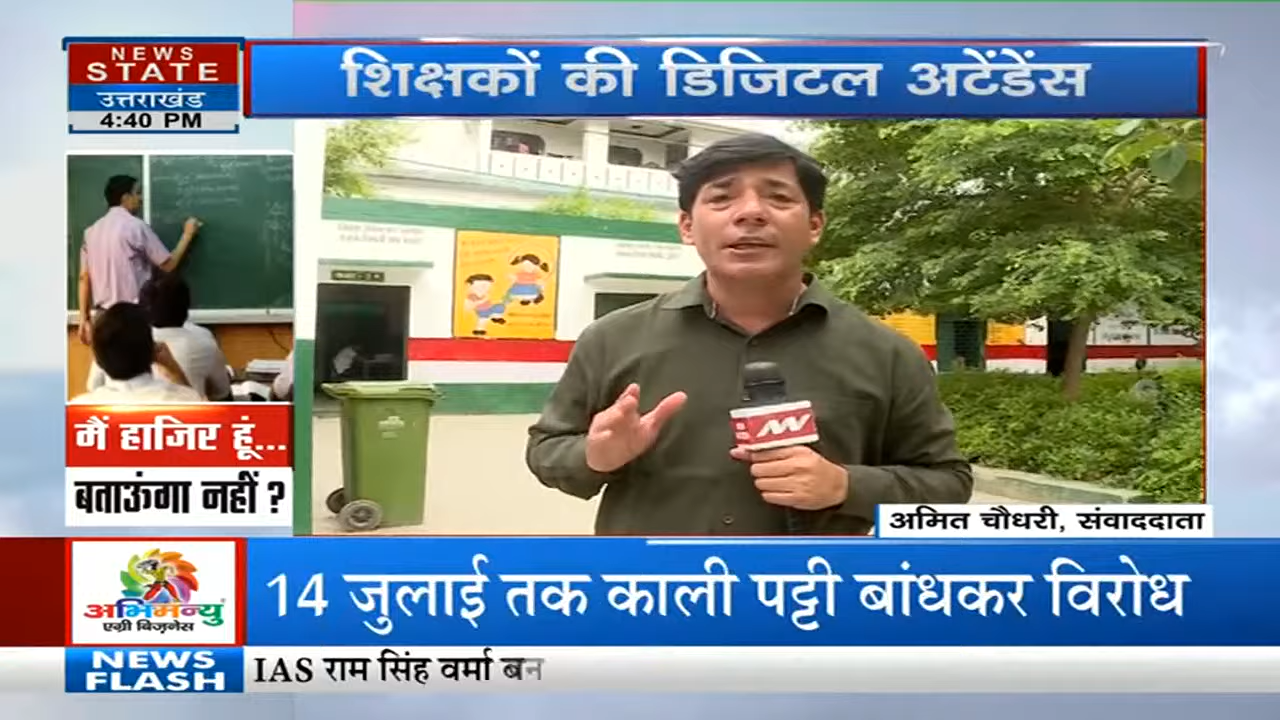 NEWS
STATE
उत्तराखंड
4:40 PM
शिक्षकों की डिजिटल अटेंडेंस
मैं हाजिर हूं...
बताऊंगा नहीं ?
अमित चौधरी, संवाददाता
अभिमन्यु
एग्री बिज़नेस
14 जुलाई तक काली पट्टी बांधकर विरोध
NEWS
FLASH
IAS राम सिंह वर्मा बन